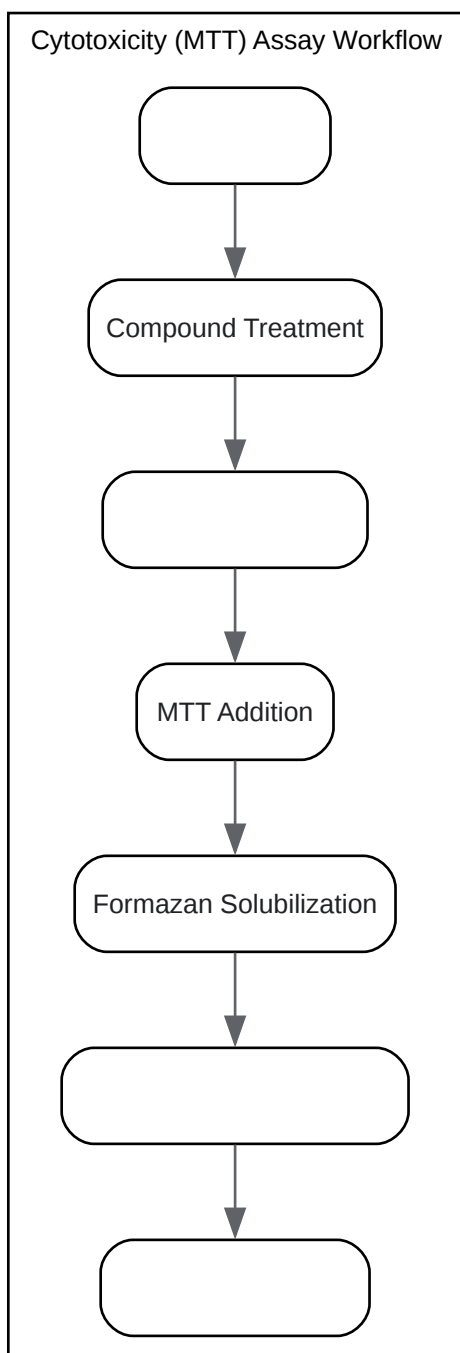 Cytotoxicity (MTT) Assay Workflow
Compound Treatment
MTT Addition
Formazan Solubilization